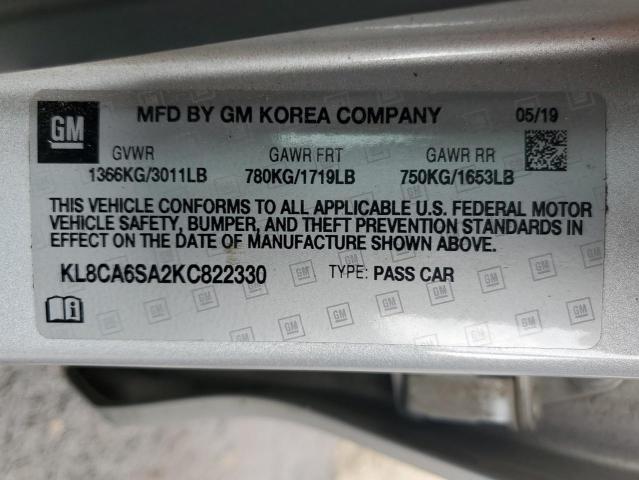 GM
MFD BY GM KOREA COMPANY 05/19
GVWR GAWR FRT GAWR RR
1366KG/3011LB 780KG/1719LB 750KG/1653LB
THIS VEHICLE CONFORMS TO ALL APPLICABLE U.S. FEDERAL MOTOR
VEHICLE SAFETY, BUMPER, AND THEFT PREVENTION STANDARDS IN
EFFECT ON THE DATE OF MANUFACTURE SHOWN ABOVE.
KL8CA6SA2KC822330 TYPE: PASS CAR